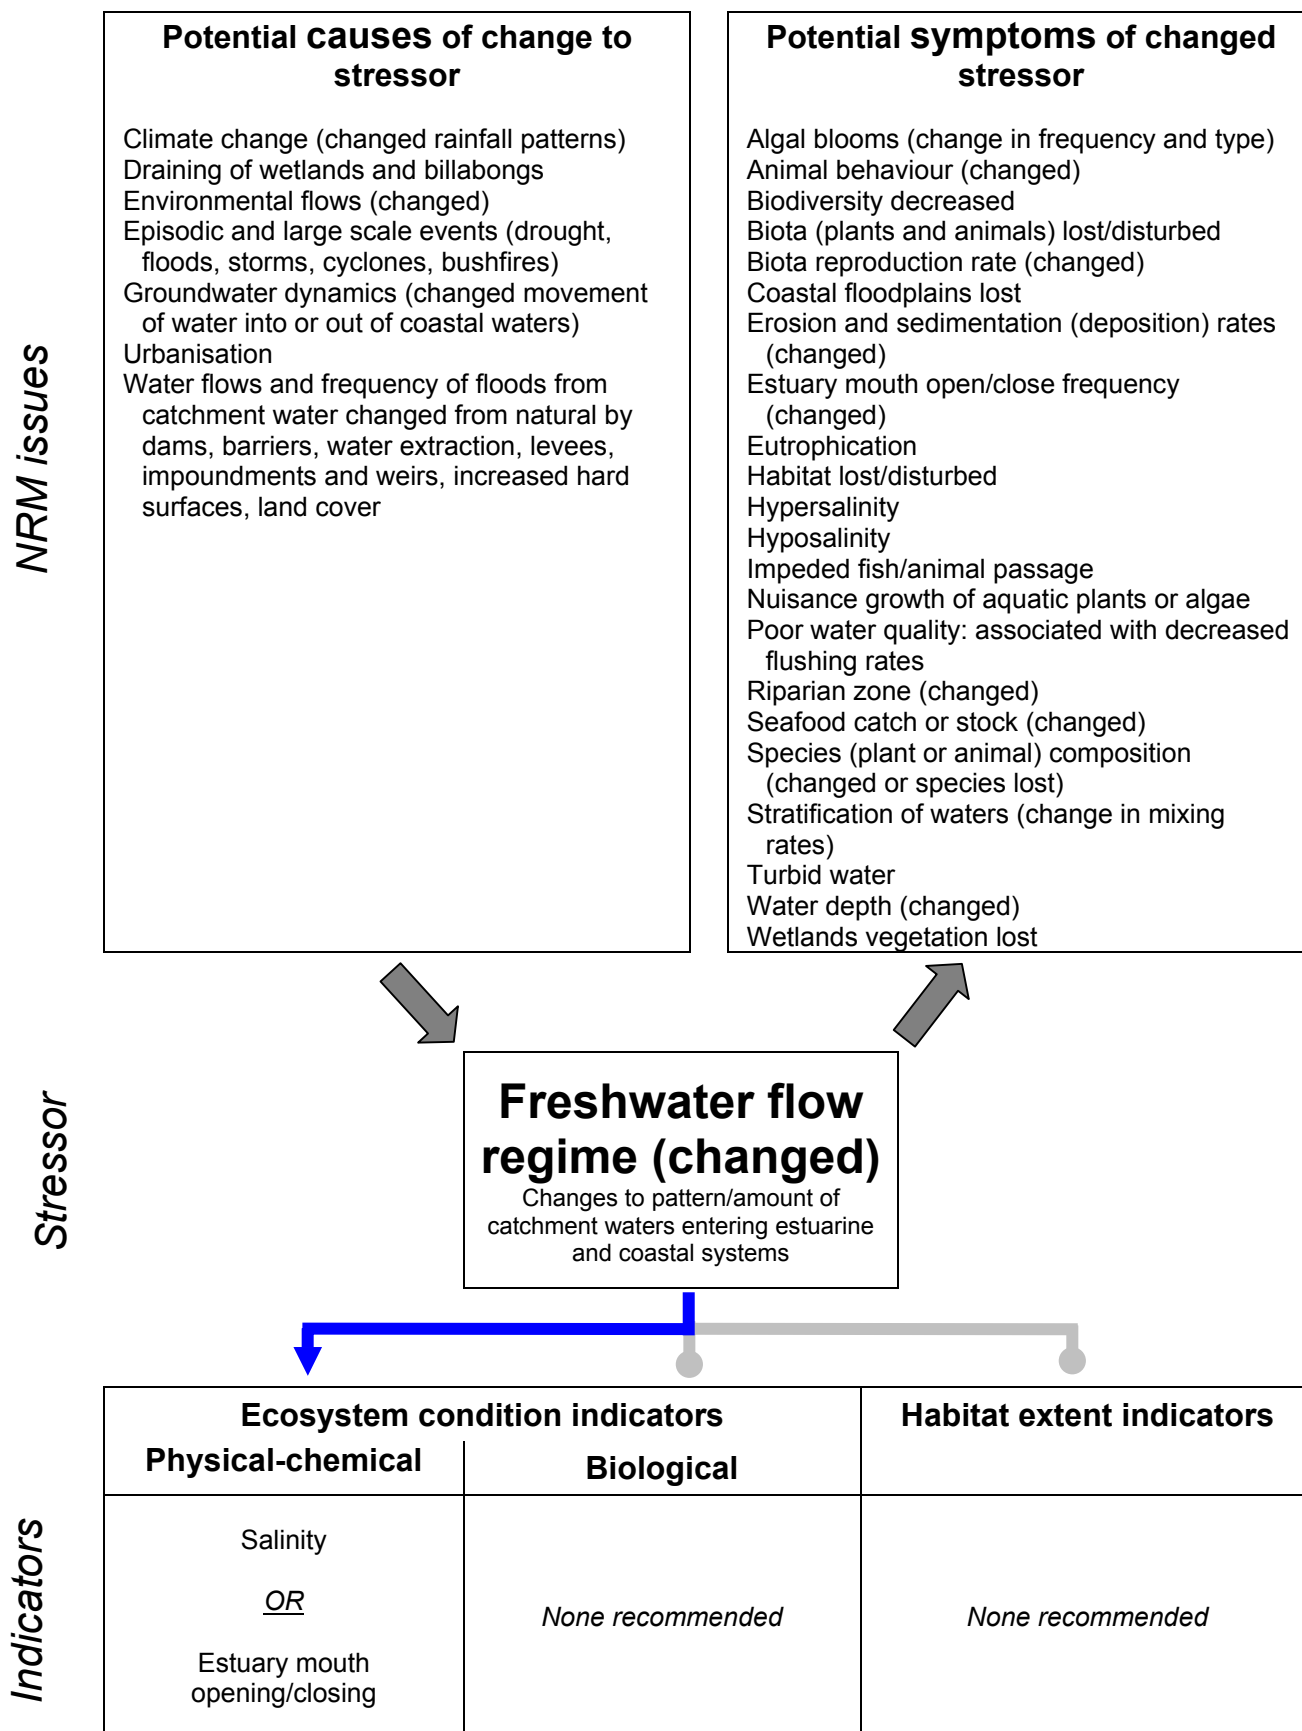 NRM issues
Potential causes of change to
stressor
Climate change (changed rainfall patterns)
Draining of wetlands and billabongs
Environmental flows (changed)
Episodic and large scale events (drought,
floods, storms, cyclones, bushfires)
Groundwater dynamics (changed movement
of water into or out of coastal waters)
Urbanisation
Water flows and frequency of floods from
catchment water changed from natural by
dams, barriers, water extraction, levees,
impoundments and weirs, increased hard
surfaces, land cover
Potential symptoms of changed
stressor
Algal blooms (change in frequency and type)
Animal behaviour (changed)
Biodiversity decreased
Biota (plants and animals) lost/disturbed
Biota reproduction rate (changed)
Coastal floodplains lost
Erosion and sedimentation (deposition) rates
(changed)
Estuary mouth open/close frequency
(changed)
Eutrophication
Habitat lost/disturbed
Hypersalinity
Hyposalinity
Impeded fish/animal passage
Nuisance growth of aquatic plants or algae
Poor water quality: associated with decreased
flushing rates
Riparian zone (changed)
Seafood catch or stock (changed)
Species (plant or animal) composition
(changed or species lost)
Stratification of waters (change in mixing
rates)
Turbid water
Water depth (changed)
Wetlands vegetation lost
Stressor
Freshwater flow
regime (changed)
Changes to pattern/amount of
catchment waters entering estuarine
and coastal systems
Indicators
Ecosystem condition indicators
Habitat extent indicators
Physical-chemical
Biological
Salinity
OR
Estuary mouth
opening/closing
None recommended
None recommended